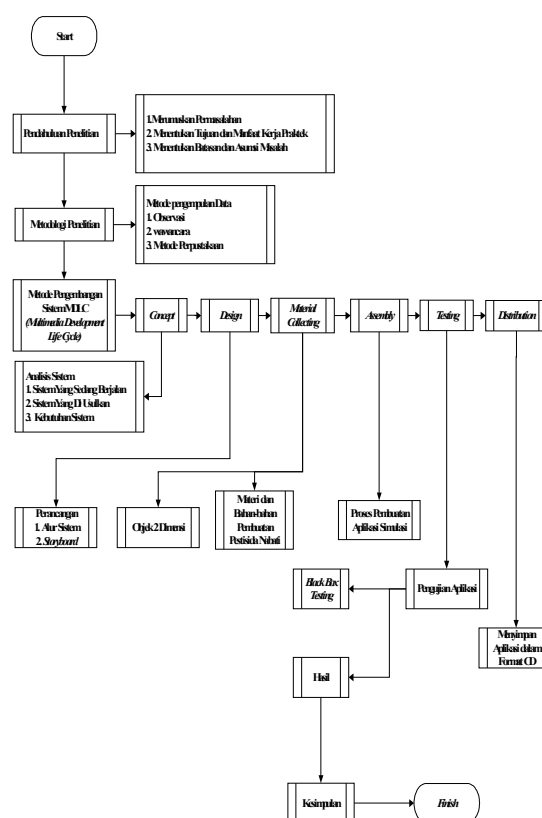 Start
Pendahuluan Penelitian
1. Merumuskan Permasalahan
2. Menentukan Tujuan dan Manfaat Kerja Praktek
3. Menentukan Batasan dan Asumsi Masalah
Metodologi Penelitian
Metode pengempulan Data
1. Observasi
2. wawancara
3. Metode Perpustakaan
Metode Pengembangan
Sistem MDLC
(Multimedia Development
Life Cycle)
Concept
Design
Material
Collecting
Assembly
Testing
Distribution
Analisis Sistem
1. Sistem Yang Sedang Berjalan
2. Sistem Yang Di Usulkan
3. Kebutuhan Sistem
Perancangan
1. Alur Sistem
2. Storyboard
Objek 2 Dimensi
Materi dan
Bahan-bahan
Pembuatan
Pestisida Nabati
Proses Pembuatan
Aplikasi Simulasi
Black Box
Testing
Pengujian Aplikasi
Menyimpan
Aplikasi dalam
Format CD
Hasil
Kesimpulan
Finish